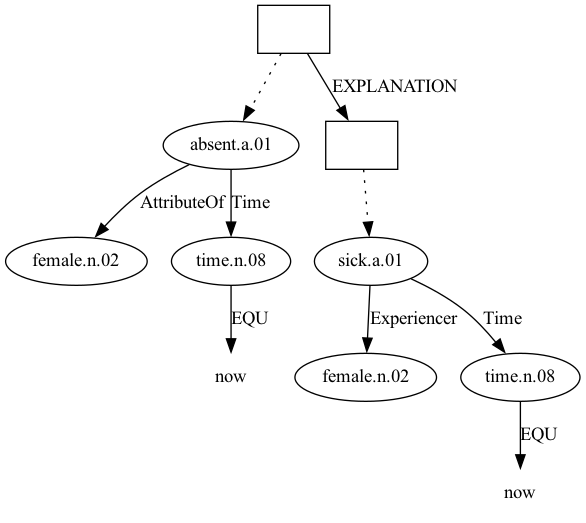 EXPLANATION
absent.a.01
AttributeOf Time
female.n.02 time.n.08 sick.a.01
EQU Experiencer Time
now female.n.02 time.n.08
EQU
now